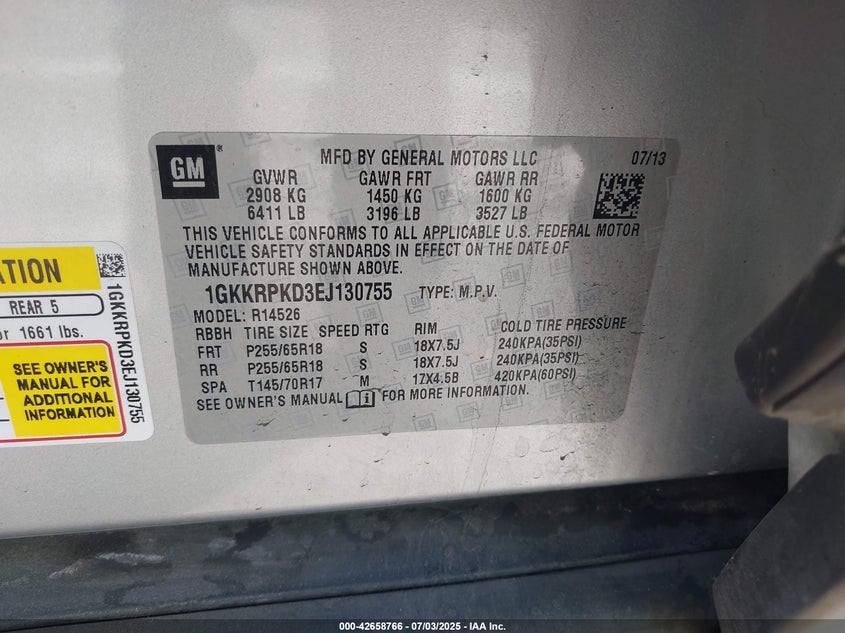 GM
MFD BY GENERAL MOTORS LLC 07/13
GVWR GAWR FRT GAWR RR
2908 KG 1450 KG 1600 KG
6411 LB 3196 LB 3527 LB
THIS VEHICLE CONFORMS TO ALL APPLICABLE U.S. FEDERAL MOTOR
VEHICLE SAFETY STANDARDS IN EFFECT ON THE DATE OF
MANUFACTURE SHOWN ABOVE.
1GKKRPKD3EJ130755 TYPE: M.P.V.
MODEL: R14526
RBBH TIRE SIZE SPEED RTG RIM COLD TIRE PRESSURE
FRT P255/65R18 S 18X7.5J 240KPA(35PSI)
RR P255/65R18 S 18X7.5J 240KPA(35PSI)
SPA T145/70R17 M 17X4.5B 420KPA(60PSI)
SEE OWNER'S MANUAL FOR MORE INFORMATION.
ATION
REAR 5
or 1661 lbs.
SEE OWNER'S
MANUAL FOR
ADDITIONAL
INFORMATION
1GKKRPKD3EJ130755
000-42658766 - 07/03/2025 - IAA Inc.